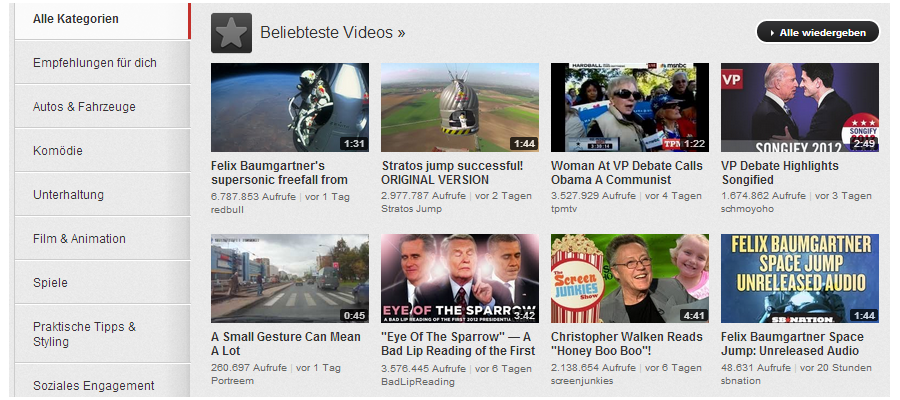 Alle Kategorien
Empfehlungen für dich
Autos & Fahrzeuge
Komödie
Unterhaltung
Film & Animation
Spiele
Praktische Tipps &
Styling
Soziales Engagement
Beliebteste Videos »
Alle wiedergeben
1:31
Felix Baumgartner's
supersonic freefall from
6.787.853 Aufrufe | vor 1 Tag
redbull
1:44
Stratos jump successful!
ORIGINAL VERSION
2.977.787 Aufrufe | vor 2 Tagen
Stratos Jump
HARDBALL
msnbc
TPM
1:22
Woman At VP Debate Calls
Obama A Communist
3.527.929 Aufrufe | vor 4 Tagen
tpmtv
VP
SONGIFY
2012
SONGIFY 2012
2:49
VP Debate Highlights
Songified
1.674.862 Aufrufe | vor 3 Tagen
schmoyoho
0:45
A Small Gesture Can Mean
A Lot
260.697 Aufrufe | vor 1 Tag
Portreem
EYE OF THE SPARROW
A BAD LIP READING OF THE FIRST 2012 PRESIDENTIAL
3:42
"Eye Of The Sparrow" — A
Bad Lip Reading of the First
3.576.445 Aufrufe | vor 6 Tagen
BadLipReading
The
Screen
JUNKIES
Show
4:41
Christopher Walken Reads
"Honey Boo Boo"!
2.138.654 Aufrufe | vor 6 Tagen
screenjunkies
FELIX BAUMGARTNER
SPACE JUMP
UNRELEASED AUDIO
SB★NATION
1:44
Felix Baumgartner Space
Jump: Unreleased Audio
48.631 Aufrufe | vor 20 Stunden
sbnation